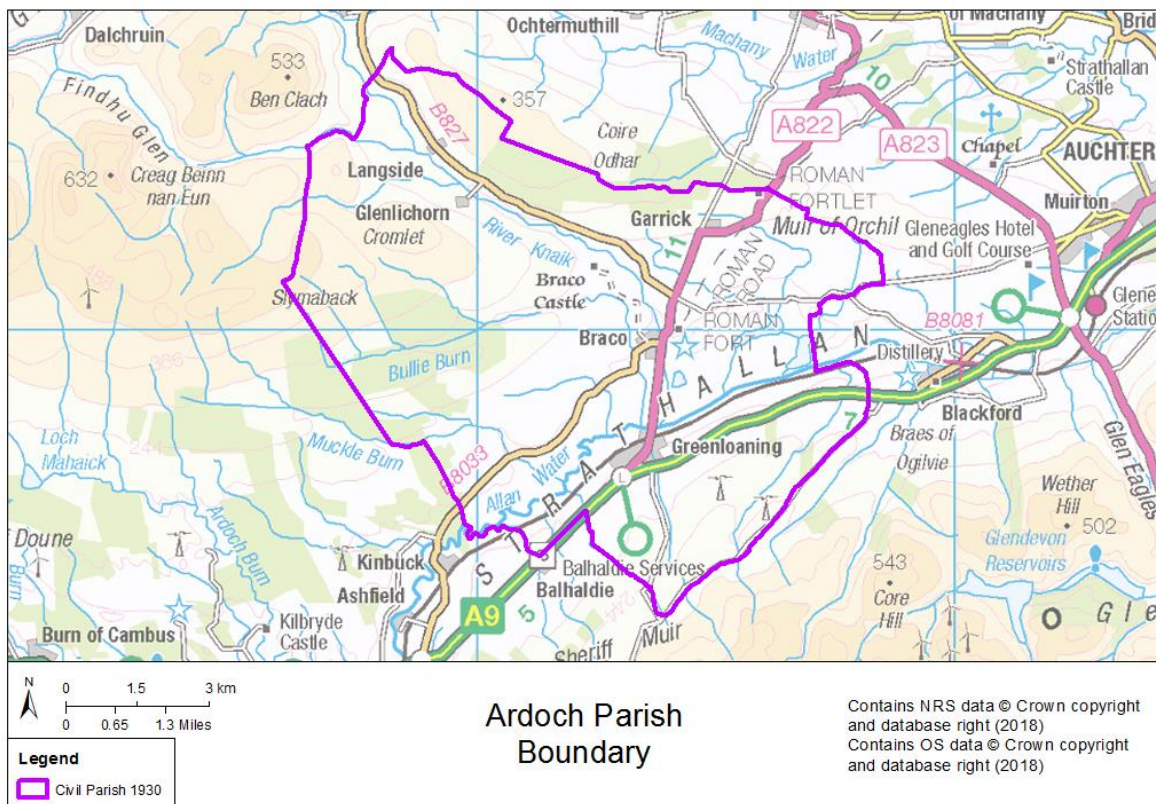 Dalchruin
Ochtermuthill
of Machany
Brid
Machany
Water
10
Strathallan
Castle
533
Ben Clach
Findhu Glen
357
B827
Coire
Odhar
A822
A823
Chapel
AUCHTER
632
Creag Beinn
nan Eun
Langside
ROMAN
FORTLET
Muirton
Glenlichorn
Cromlet
Garrick
Muir of Orchil
Gleneagles Hotel
and Golf Course
River Knaik
11
Braco
Castle
ROMAN
ROAD
Slymaback
Glene
Statio
ROMAN
FORT
B8081
Braco
Distillery
Bullie Burn
Blackford
STRATHALLAN
7
Greenloaning
Braes of
Ogilvie
Glen Eagles
Loch
Mahaick
244
Muckle Burn
B8033
Allan Water
Wether
Hill
502
Ardoch Burn
Doune
Burn
Glendevon
Reservoirs
Kinbuck
S
Balhaldie Services
543
Core
Hill
Ashfield
Balhaldie
Kilbryde
Castle
A9
5
244
Burn of Cambus
Sheriff
Muir
O
Gle
N
0 1.5 3 km
0 0.65 1.3 Miles
Ardoch Parish
Boundary
Contains NRS data © Crown copyright
and database right (2018)
Contains OS data © Crown copyright
and database right (2018)
Legend
Civil Parish 1930